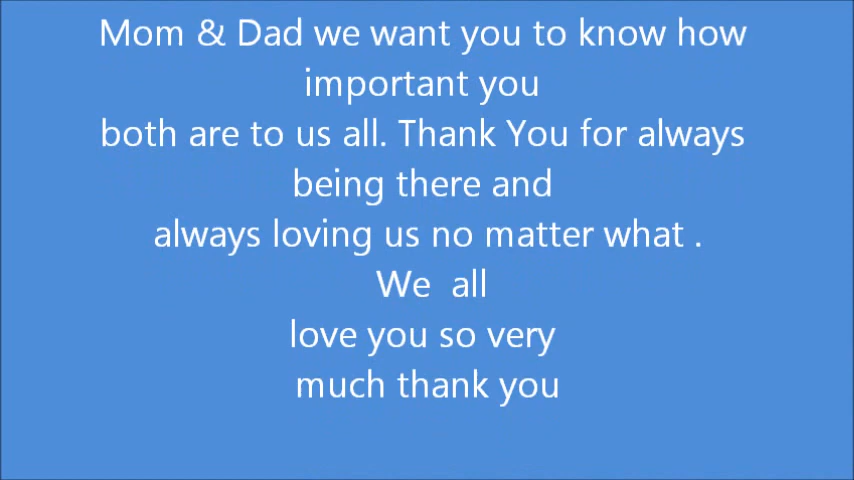 Mom & Dad we want you to know how
important you
both are to us all. Thank You for always
being there and
always loving us no matter what .
We  all
love you so very
much thank you